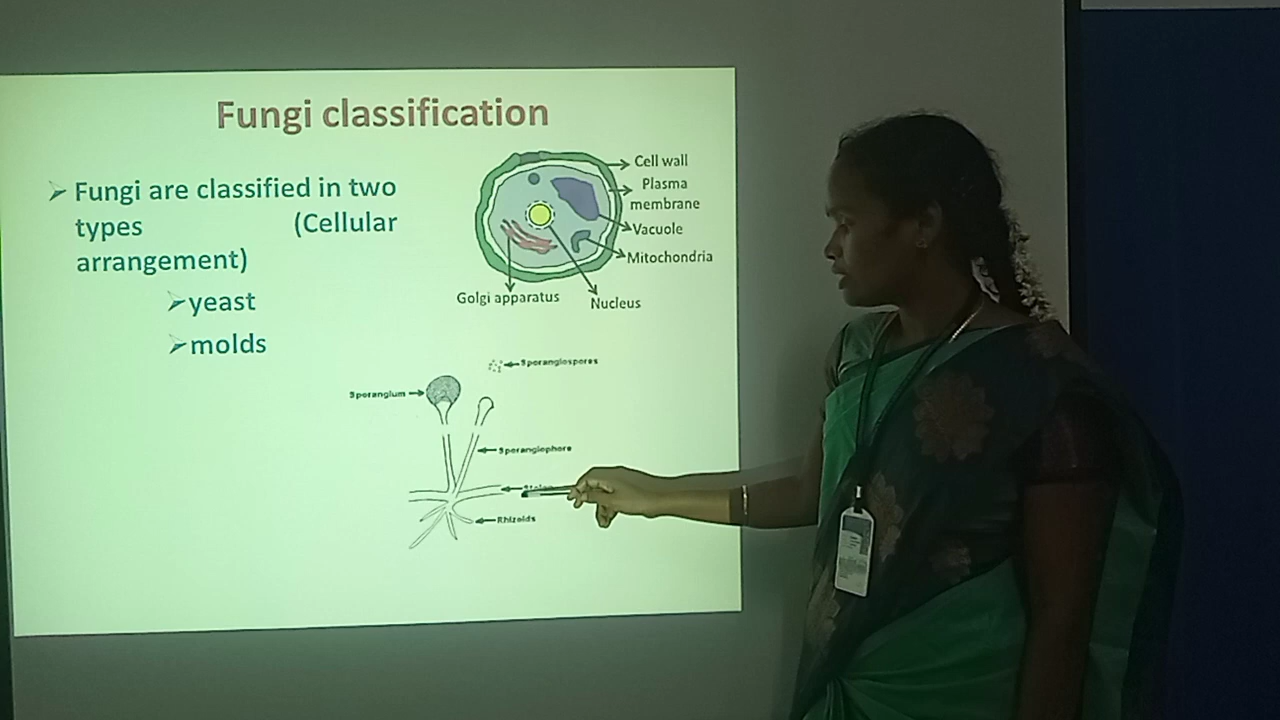 Fungi classification
Fungi are classified in two
types (Cellular
arrangement)
yeast
molds
Cell wall
Plasma
membrane
Vacuole
Mitochondria
Golgi apparatus
Nucleus
Sporangiospores
Sporangium
Sporangiophore
Rhizoids